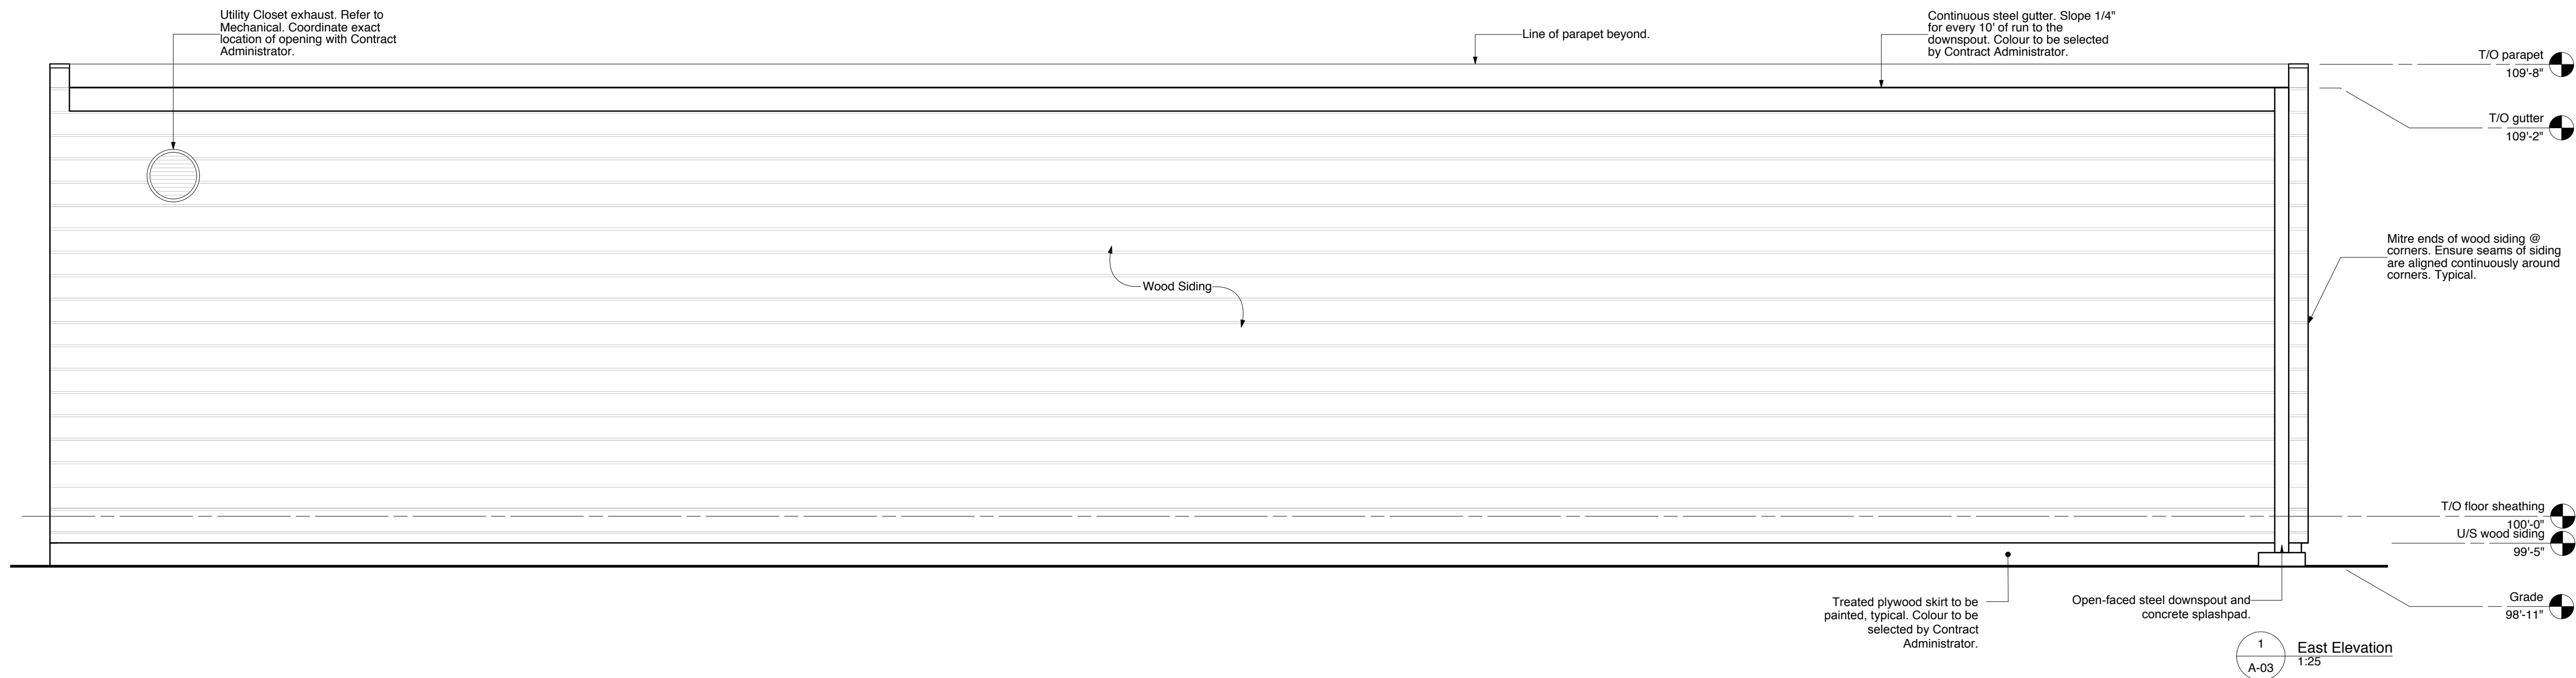 Utility Closet exhaust. Refer to
Mechanical. Coordinate exact
location of opening with Contract
Administrator.
Line of parapet beyond.
Continuous steel gutter. Slope 1/4"
for every 10' of run to the
downspout. Colour to be selected
by Contract Administrator.
T/O parapet
109'-8"
T/O gutter
109'-2"
Mitre ends of wood siding @
corners. Ensure seams of siding
are aligned continuously around
corners. Typical.
Wood Siding
T/O floor sheathing
100'-0"
U/S wood siding
99'-5"
Treated plywood skirt to be
painted, typical. Colour to be
selected by Contract
Administrator.
Open-faced steel downspout and
concrete splashpad.
Grade
98'-11"
1
A-03
East Elevation
1:25